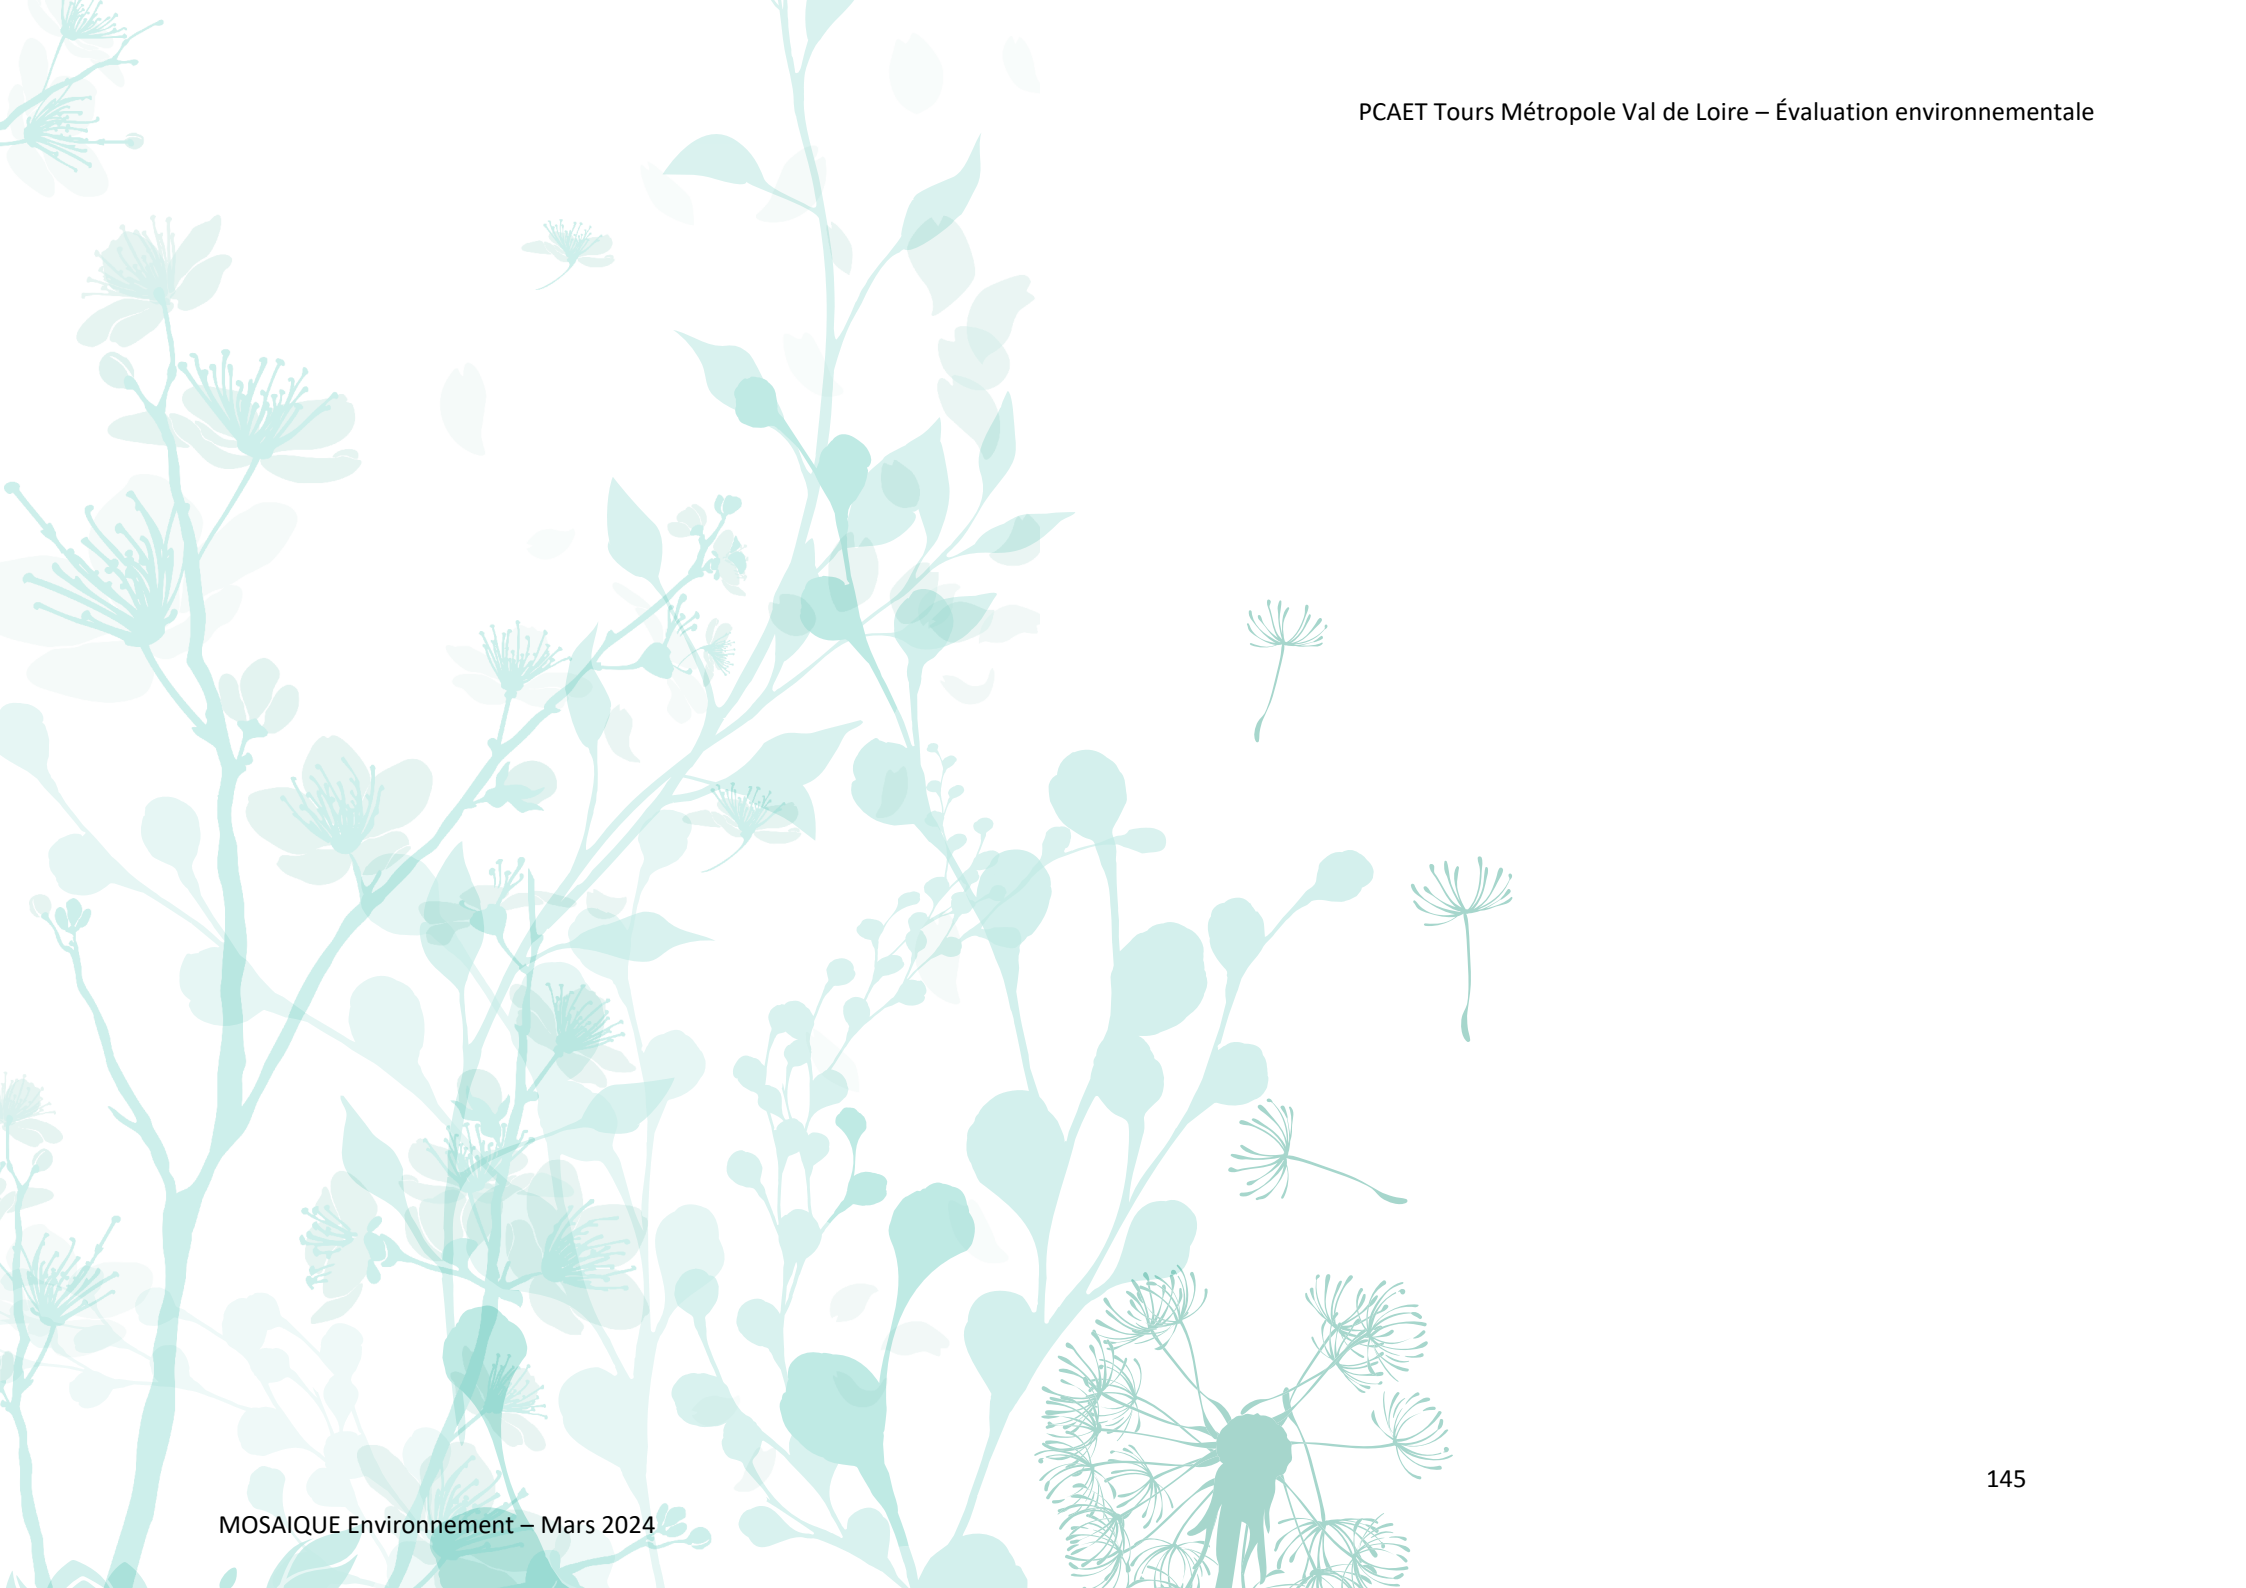 PCAET Tours Métropole Val de Loire – Évaluation environnementale
145
MOSAIQUE Environnement – Mars 2024